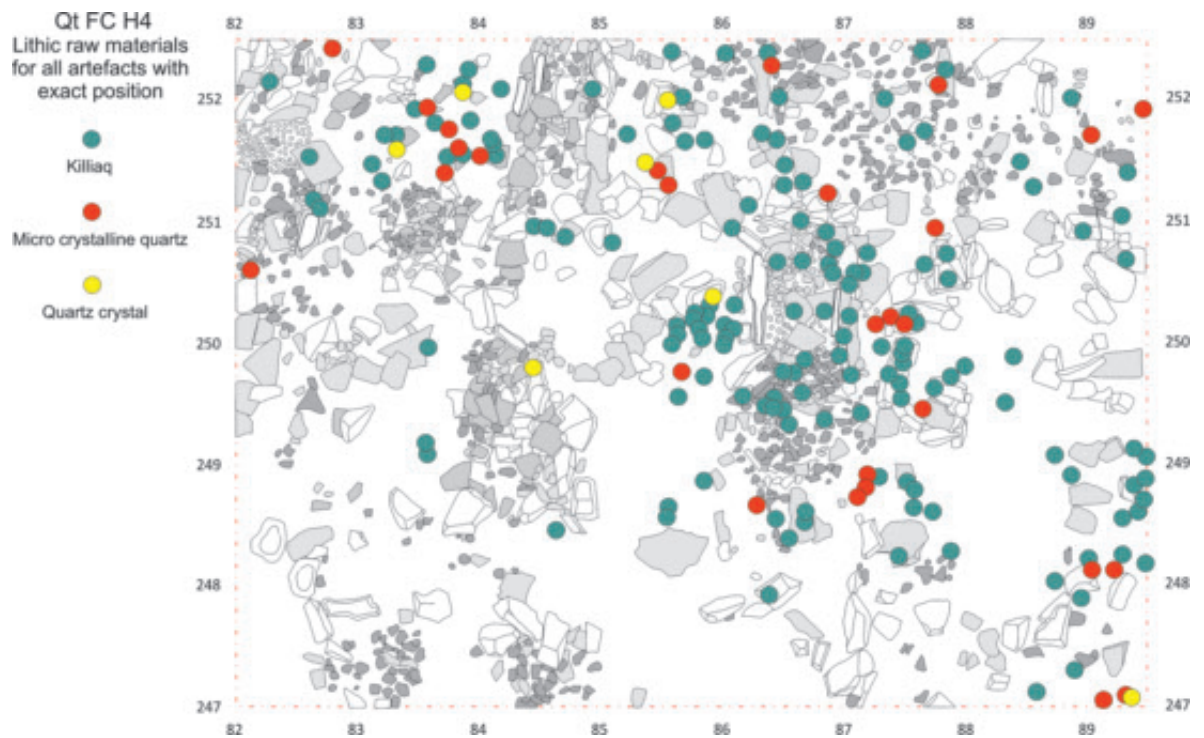 Qt FC H4
Lithic raw materials
for all artefacts with
exact position
Killiaq
Micro crystalline quartz
Quartz crystal
82 83 84 85 86 87 88 89
252 252
251 251
250 250
249 249
248 248
247 247
82 83 84 85 86 87 88 89